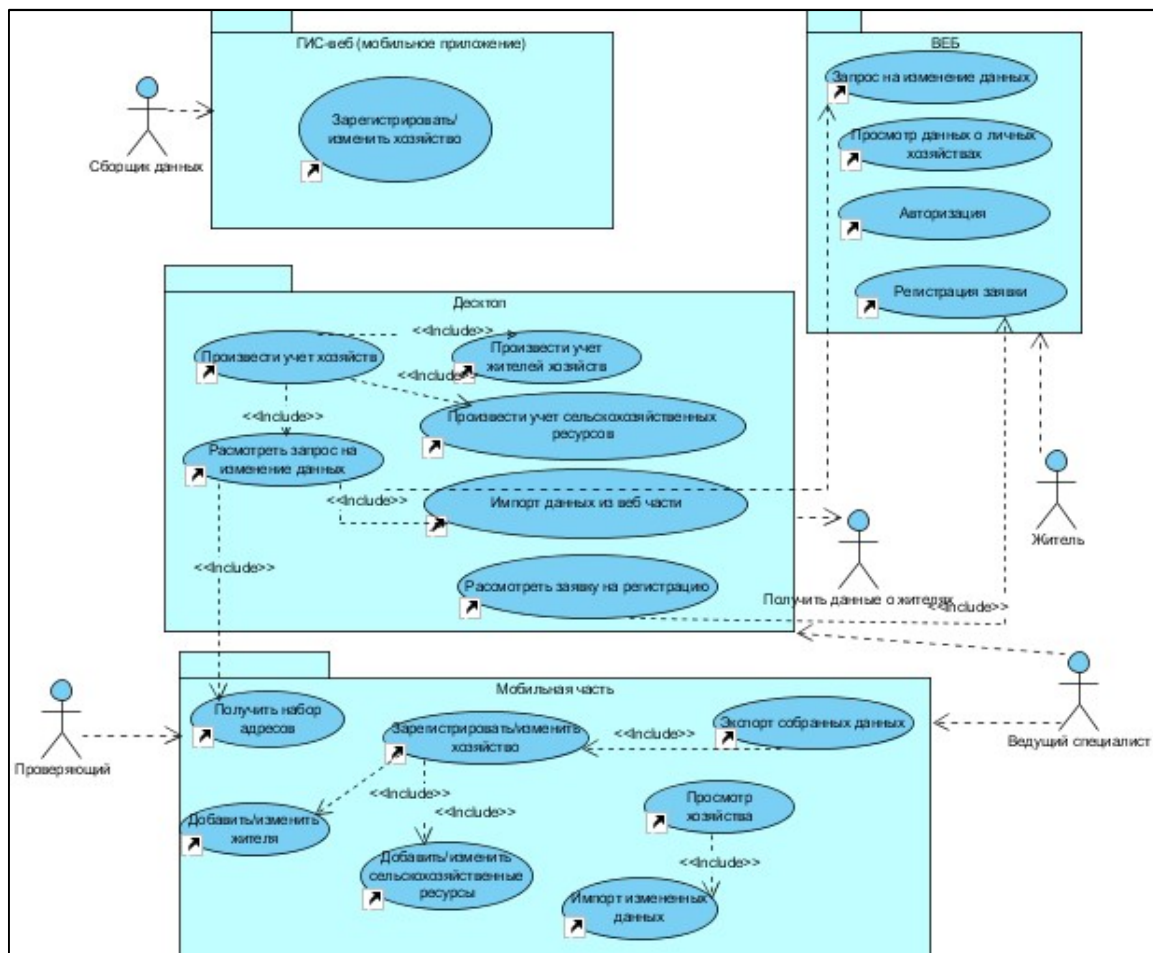 ГИС-веб (мобильное приложение)
Зарегистрировать/
изменить хозяйство
Сборщик данных
ВЕБ
Запрос на изменение данных
Просмотр данных о личных
хозяйствах
Авторизация
Регистрация заявки
Десктоп
<<Include>>
Произвести учет хозяйств
Произвести учет
жителей хозяйств
<<Include>>
<<Include>>
Произвести учет сельскохозяйственных
ресурсов
Расмотреть запрос на
изменение данных
<<Include>>
Импорт данных из веб части
Житель
<<Include>>
Рассмотреть заявку на регистрацию
Получить данные о жителях
<<Include>>
Мобильная часть
Получить набор
адресов
Зарегистрировать/изменить
хозяйство
<<Include>>
Экспорт собранных данных
Проверяющий
Ведущий специалист
<<Include>>
<<Include>>
Просмотр
хозяйства
Добавить/изменить
жителя
<<Include>>
Добавить/изменить
сельскохозяйственные
ресурсы
Импорт измененных
данных